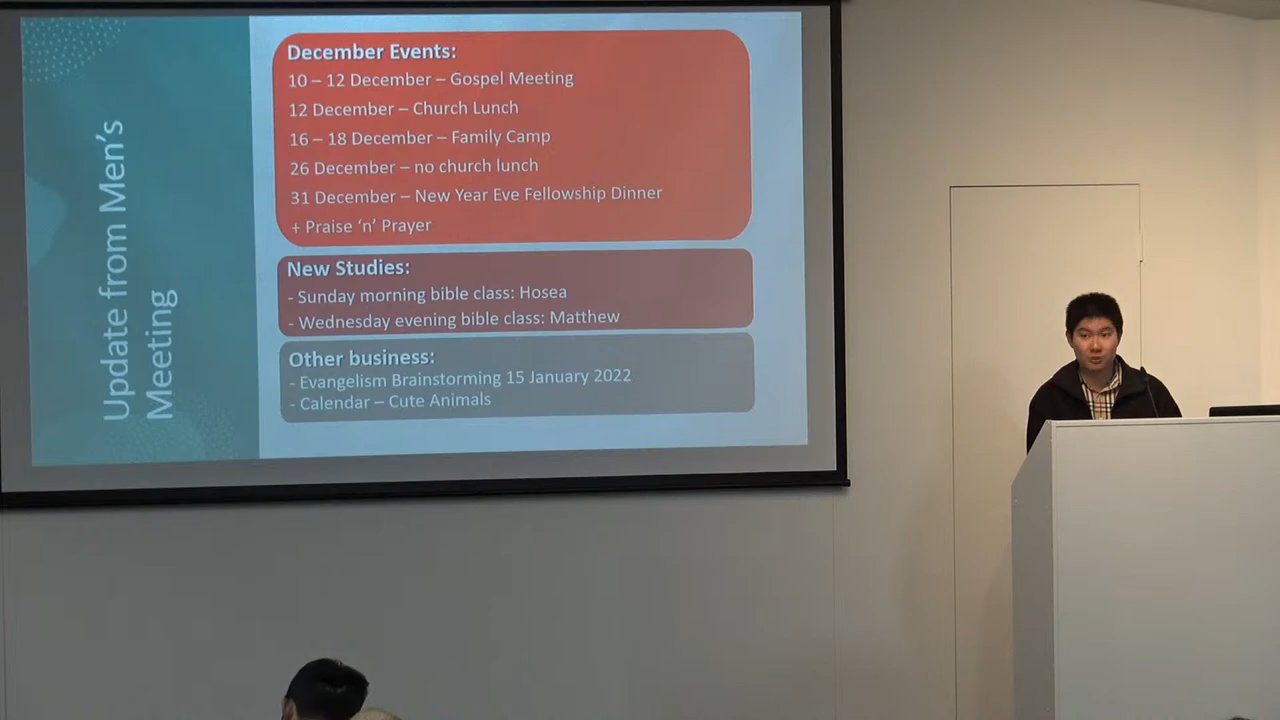 Update from Men's
Meeting
December Events:
10 – 12 December – Gospel Meeting
12 December – Church Lunch
16 – 18 December – Family Camp
26 December – no church lunch
31 December – New Year Eve Fellowship Dinner
+ Praise 'n' Prayer
New Studies:
- Sunday morning bible class: Hosea
- Wednesday evening bible class: Matthew
Other business:
- Evangelism Brainstorming 15 January 2022
- Calendar – Cute Animals